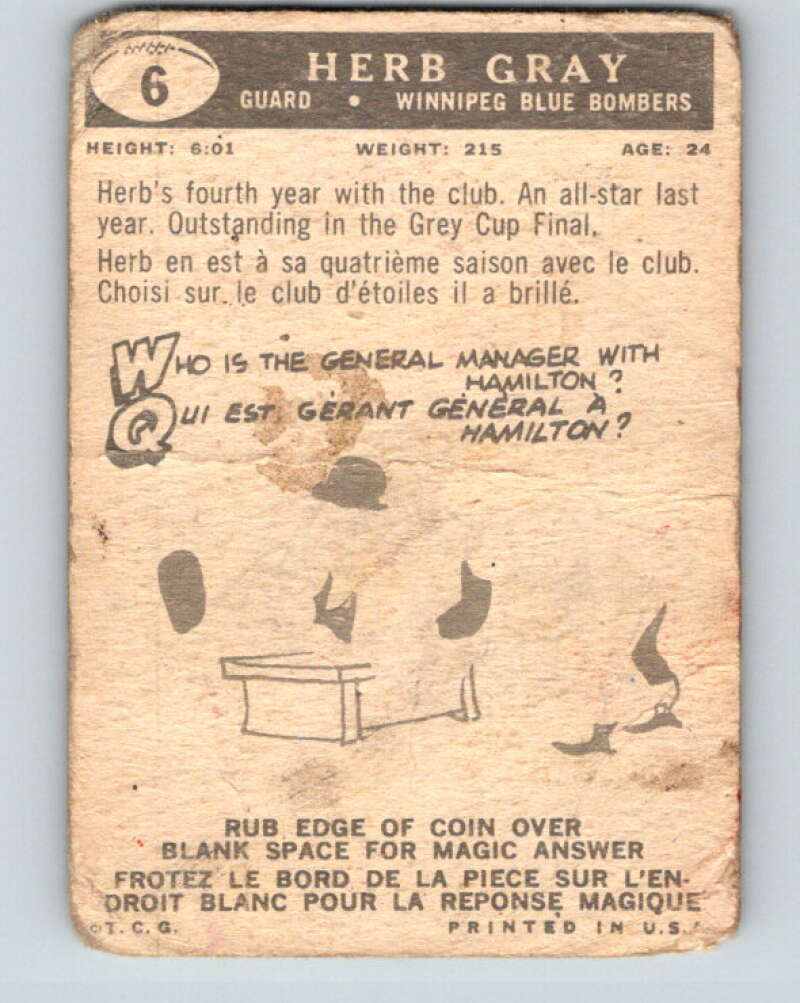 6
HERB GRAY
GUARD • WINNIPEG BLUE BOMBERS
HEIGHT: 6:01 WEIGHT: 215 AGE: 24
Herb's fourth year with the club. An all-star last
year. Outstanding in the Grey Cup Final.
Herb en est à sa quatrième saison avec le club.
Choisi sur le club d'étoiles il a brillé.
WHO IS THE GENERAL MANAGER WITH
HAMILTON?
QUI EST GÉRANT GÉNÉRAL À
HAMILTON?
RUB EDGE OF COIN OVER
BLANK SPACE FOR MAGIC ANSWER
FROTEZ LE BORD DE LA PIECE SUR L'EN-
DROIT BLANC POUR LA REPONSE MAGIQUE
©T.C.G. PRINTED IN U.S.A